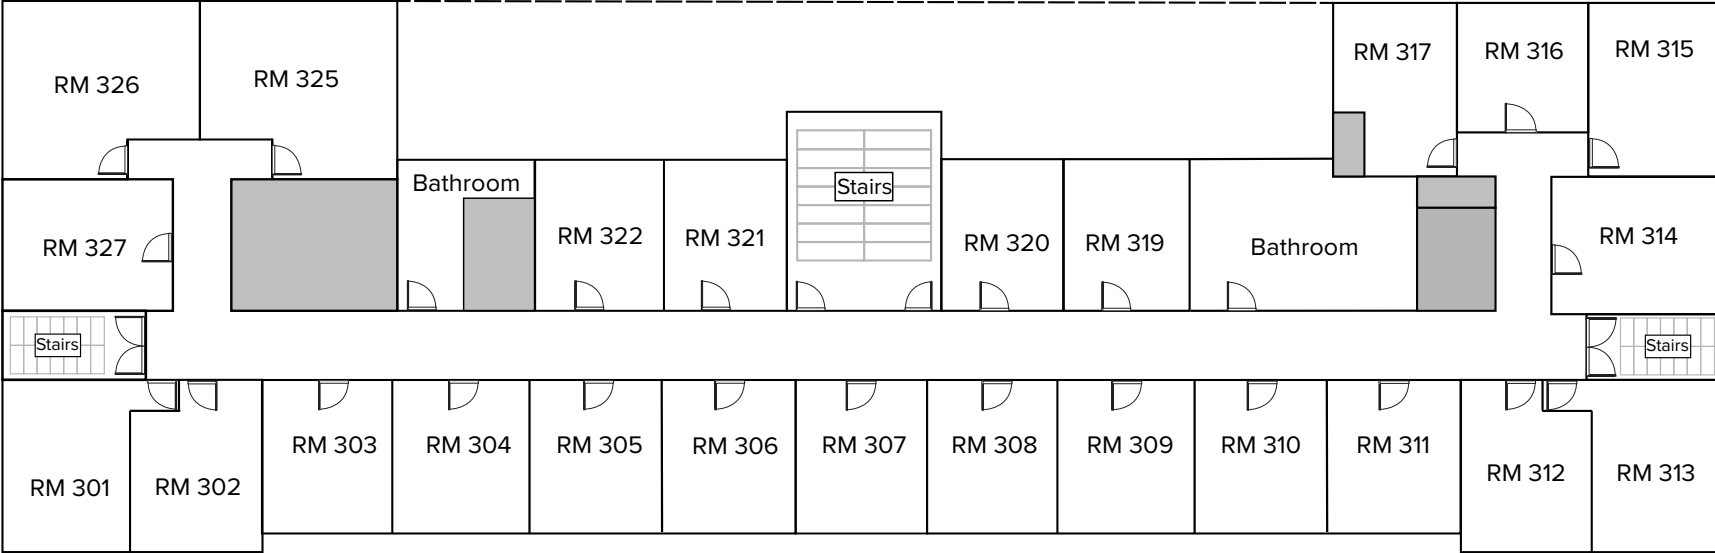 RM 326
RM 325
RM 317
RM 316
RM 315
Bathroom
Stairs
RM 327
RM 322
RM 321
RM 320
RM 319
Bathroom
RM 314
Stairs
Stairs
RM 301
RM 302
RM 303
RM 304
RM 305
RM 306
RM 307
RM 308
RM 309
RM 310
RM 311
RM 312
RM 313